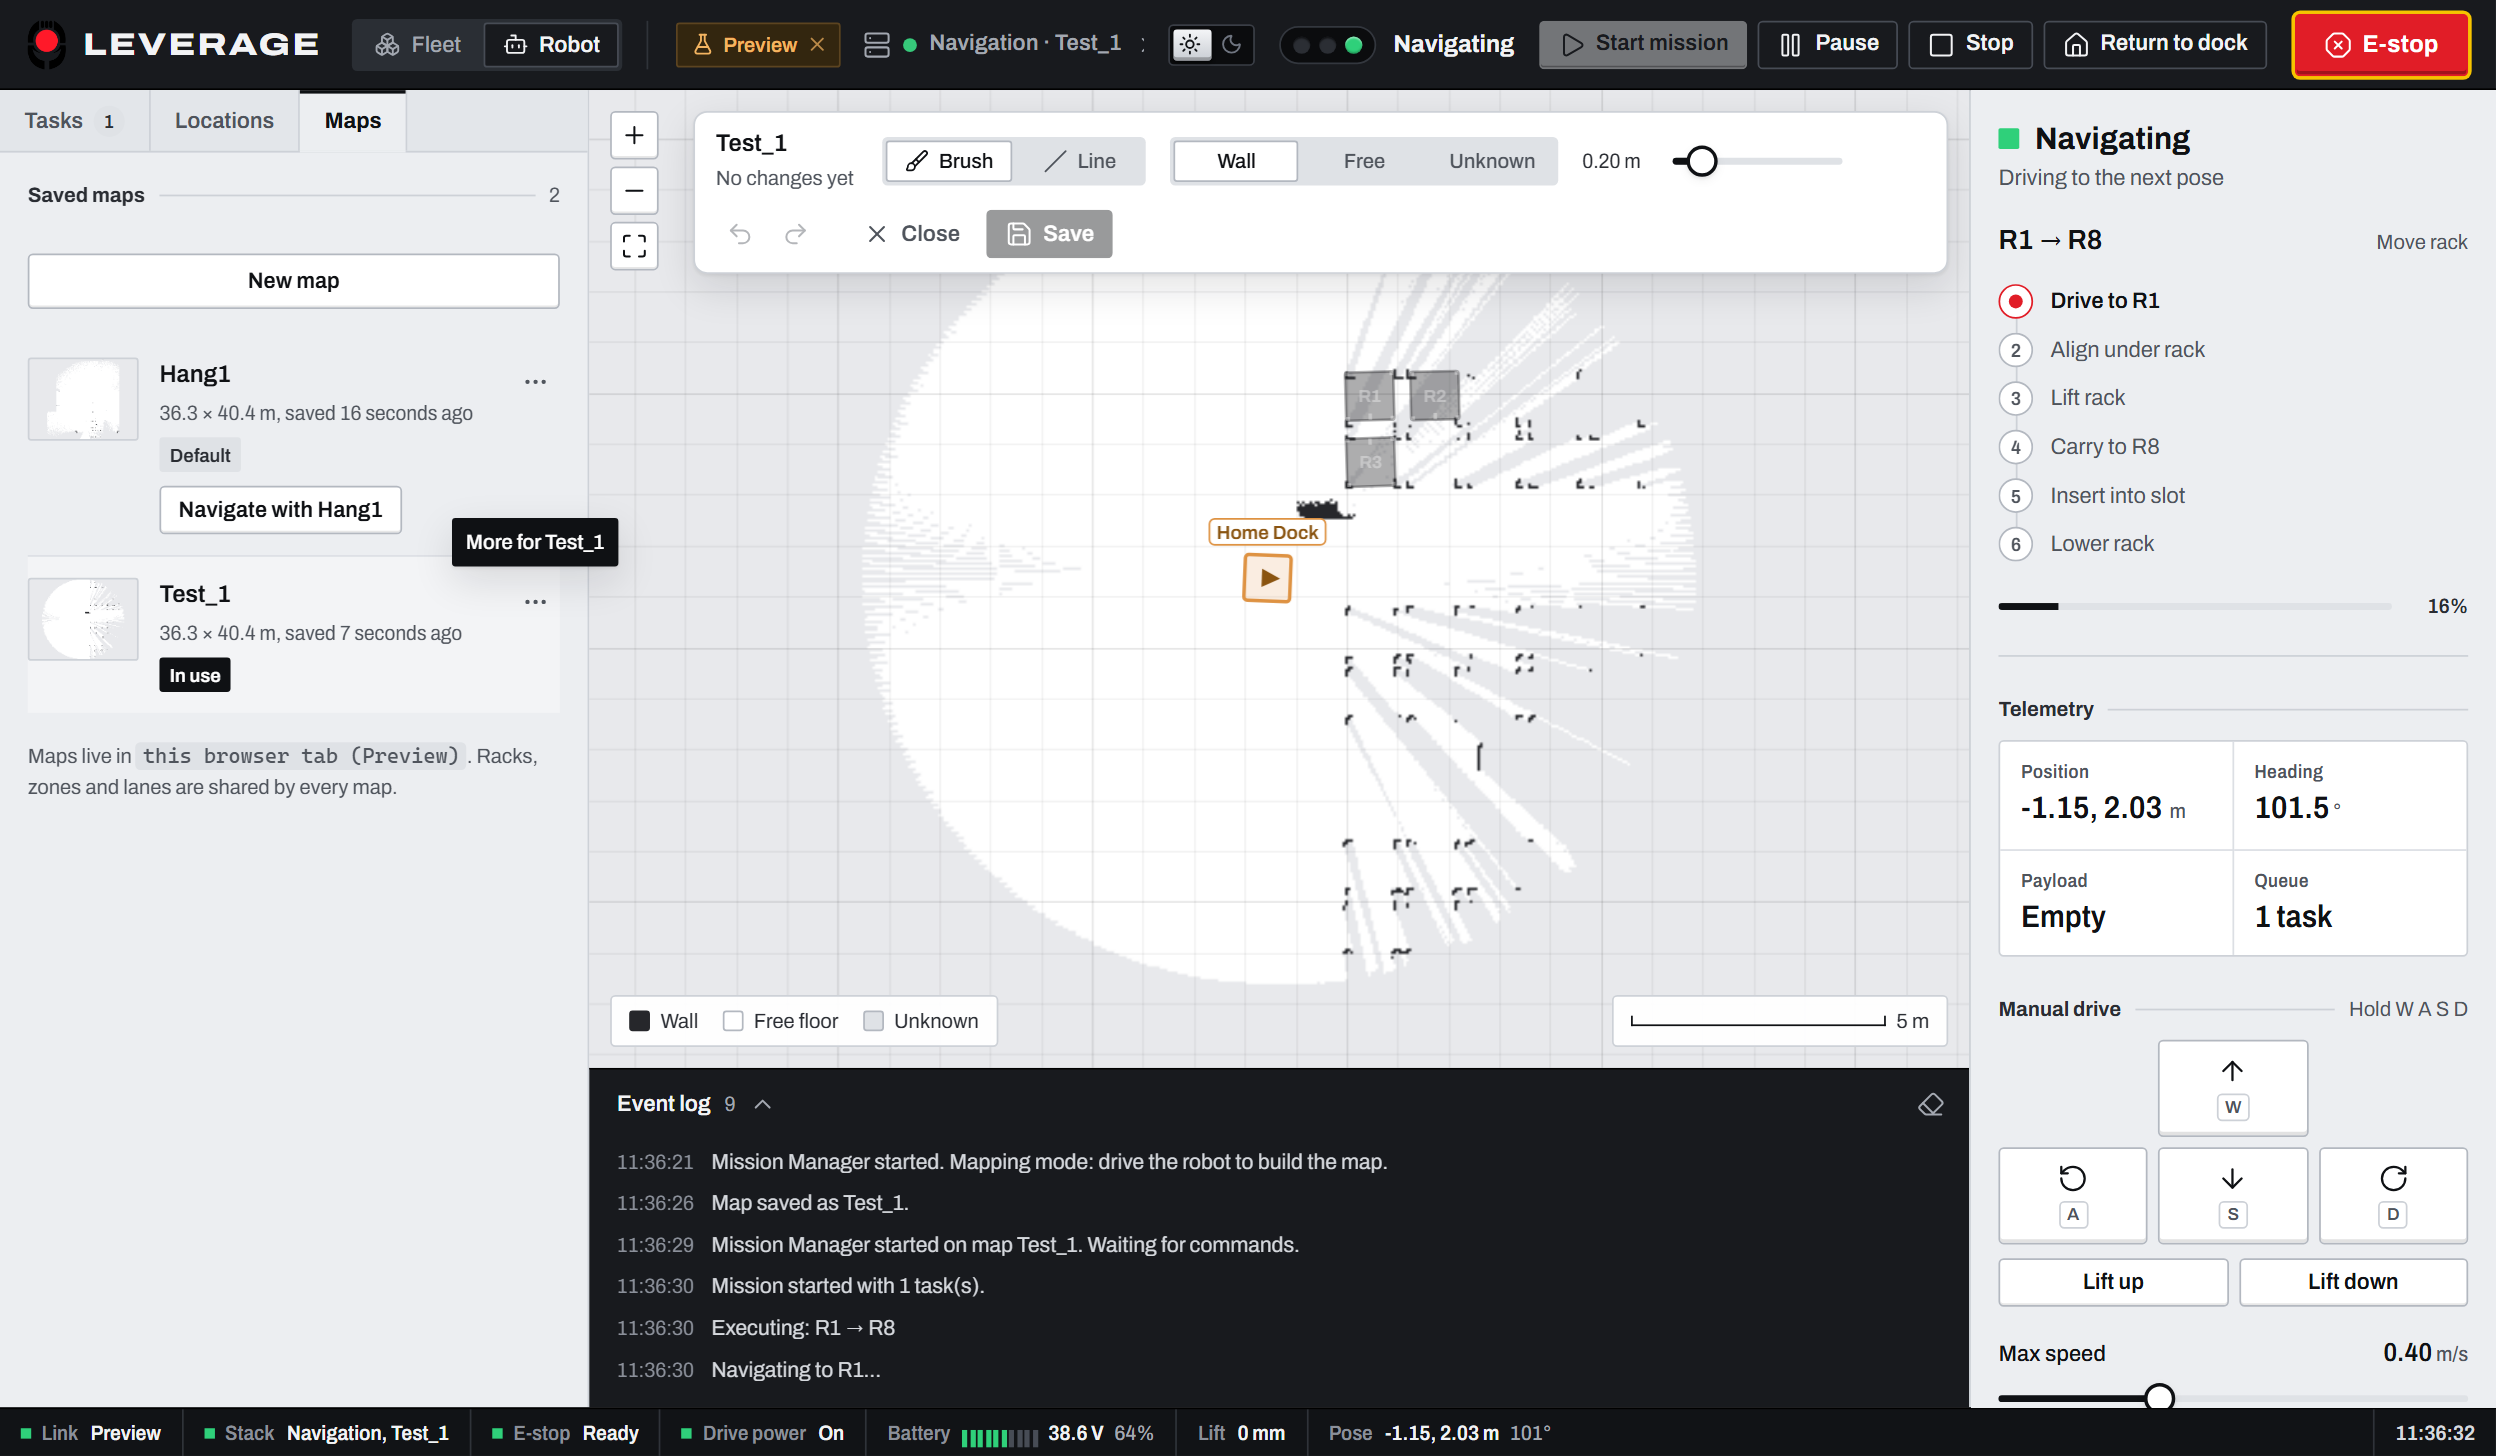 LEVERAGE
Fleet
Robot
Preview
Navigation · Test_1
Navigating
Start mission
Pause
Stop
Return to dock
E-stop
Tasks 1
Locations
Maps
Saved maps 2
New map
Hang1
36.3 × 40.4 m, saved 16 seconds ago
Default
Navigate with Hang1
More for Test_1
Test_1
36.3 × 40.4 m, saved 7 seconds ago
In use
Maps live in this browser tab (Preview). Racks,
zones and lanes are shared by every map.
Test_1
No changes yet
Brush
Line
Wall
Free
Unknown
0.20 m
Close
Save
R1
R2
R3
Home Dock
Wall
Free floor
Unknown
5 m
Event log 9
11:36:21 Mission Manager started. Mapping mode: drive the robot to build the map.
11:36:26 Map saved as Test_1.
11:36:29 Mission Manager started on map Test_1. Waiting for commands.
11:36:30 Mission started with 1 task(s).
11:36:30 Executing: R1 → R8
11:36:30 Navigating to R1...
Navigating
Driving to the next pose
R1 → R8 Move rack
Drive to R1
2 Align under rack
3 Lift rack
4 Carry to R8
5 Insert into slot
6 Lower rack
16%
Telemetry
Position
-1.15, 2.03 m
Heading
101.5°
Payload
Empty
Queue
1 task
Manual drive Hold W A S D
W
A
S
D
Lift up
Lift down
Max speed 0.40 m/s
Link Preview
Stack Navigation, Test_1
E-stop Ready
Drive power On
Battery 38.6 V 64%
Lift 0 mm
Pose -1.15, 2.03 m 101°
11:36:32